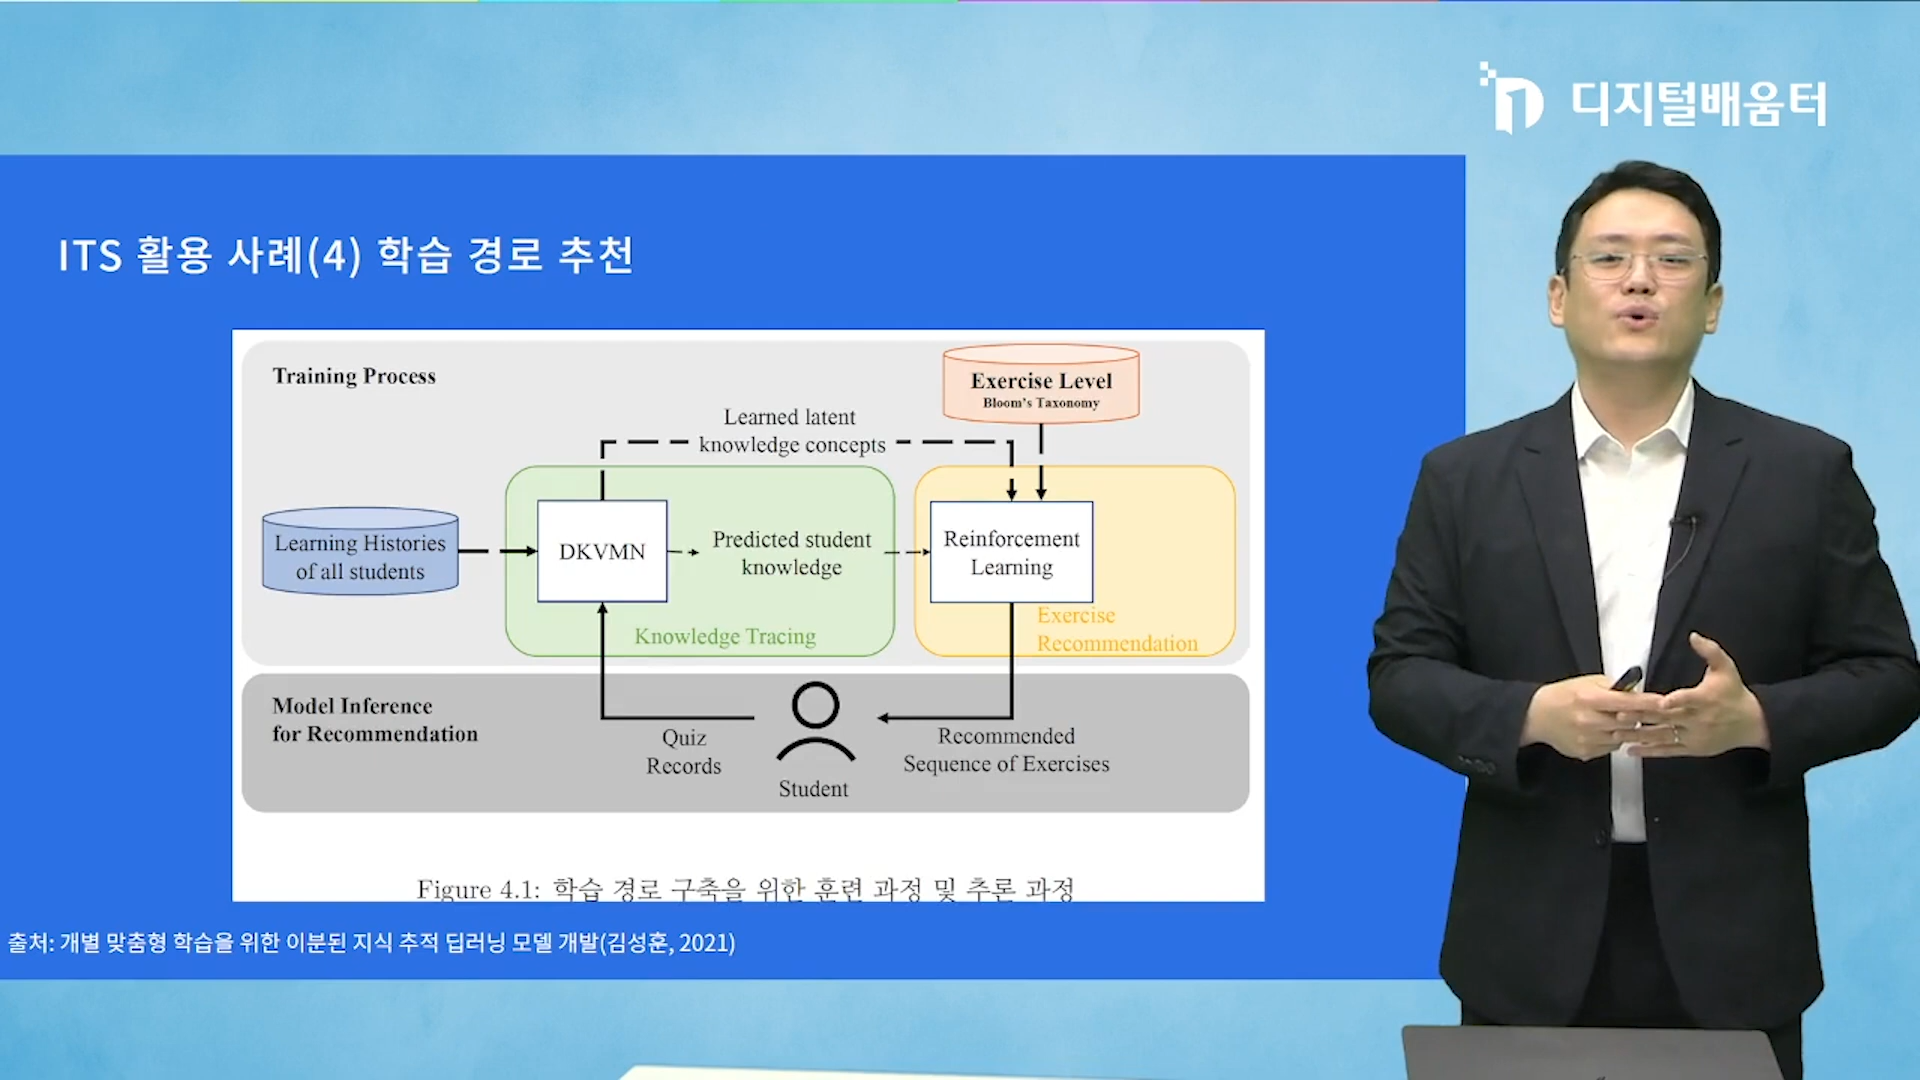 디지털배움터
ITS 활용 사례(4) 학습 경로 추천
Training Process
Exercise Level
Bloom's Taxonomy
Learned latent
knowledge concepts
Learning Histories
of all students
DKVMN
Predicted student
knowledge
Reinforcement
Learning
Knowledge Tracing
Exercise
Recommendation
Model Inference
for Recommendation
Quiz
Records
Student
Recommended
Sequence of Exercises
Figure 4.1: 학습 경로 구축을 위한 훈련 과정 및 추론 과정
출처: 개별 맞춤형 학습을 위한 이분된 지식 추적 딥러닝 모델 개발(김성훈, 2021)